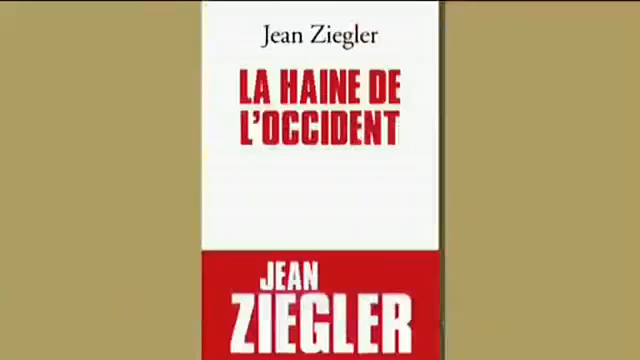 Jean Ziegler
LA HAINE DE
L'OCCIDENT
JEAN
ZIEGLER